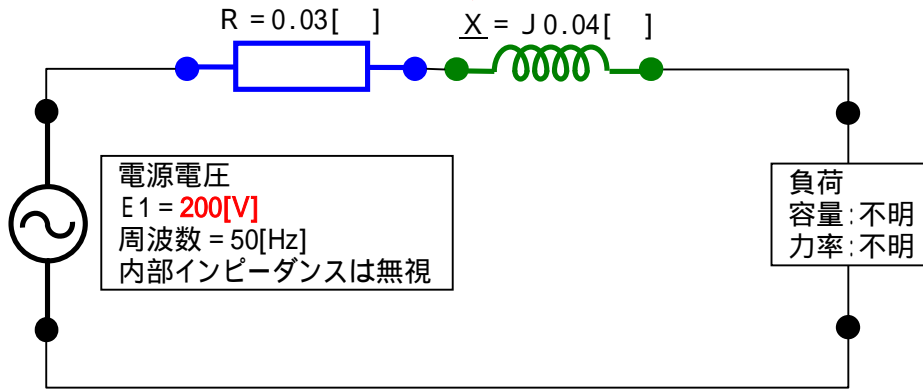 R = 0.03[ ]
X = J 0.04[ ]
電源電圧
E1 = 200[V]
周波数 = 50[Hz]
内部インピーダンスは無視
負荷
容量:不明
力率:不明